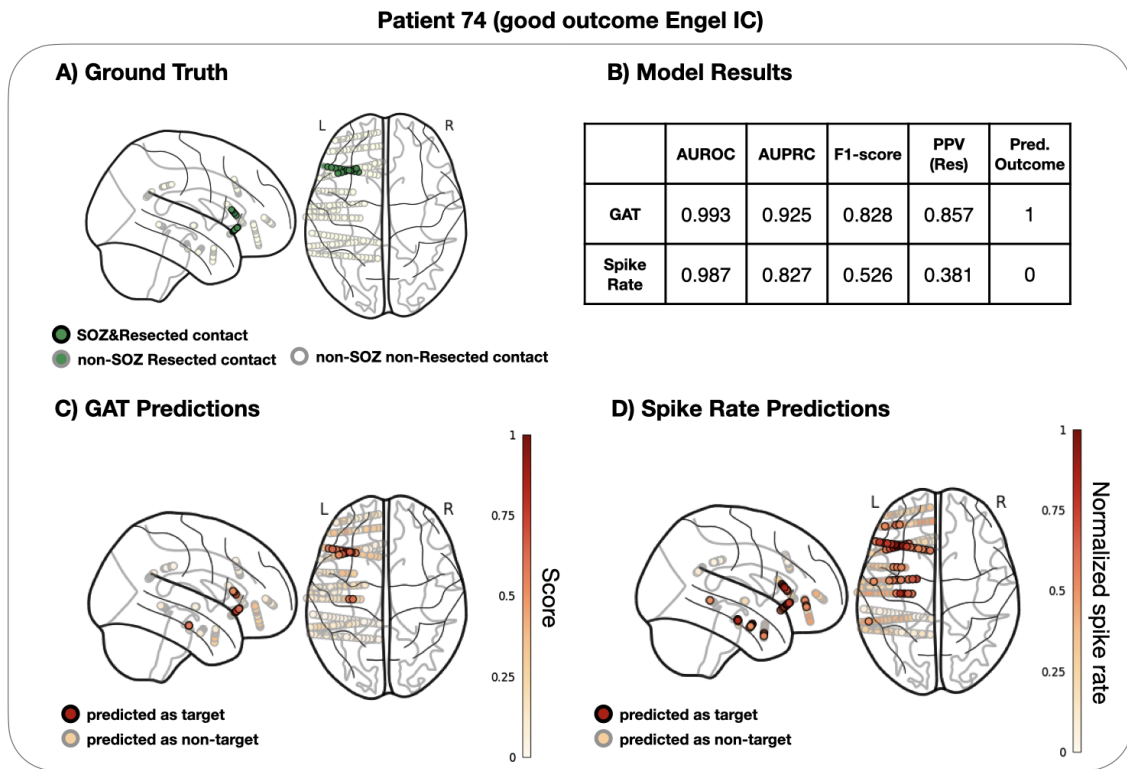 Patient 74 (good outcome Engel IC)
A) Ground Truth
L
R
SOZ&Resected contact
non-SOZ Resected contact
non-SOZ non-Resected contact
B) Model Results
AUROC AUPRC F1-score PPV (Res) Pred. Outcome
GAT 0.993 0.925 0.828 0.857 1
Spike Rate 0.987 0.827 0.526 0.381 0
C) GAT Predictions
L
R
1
0.75
0.5
0.25
0
Score
predicted as target
predicted as non-target
D) Spike Rate Predictions
L
R
1
0.75
0.5
0.25
0
Normalized spike rate
predicted as target
predicted as non-target